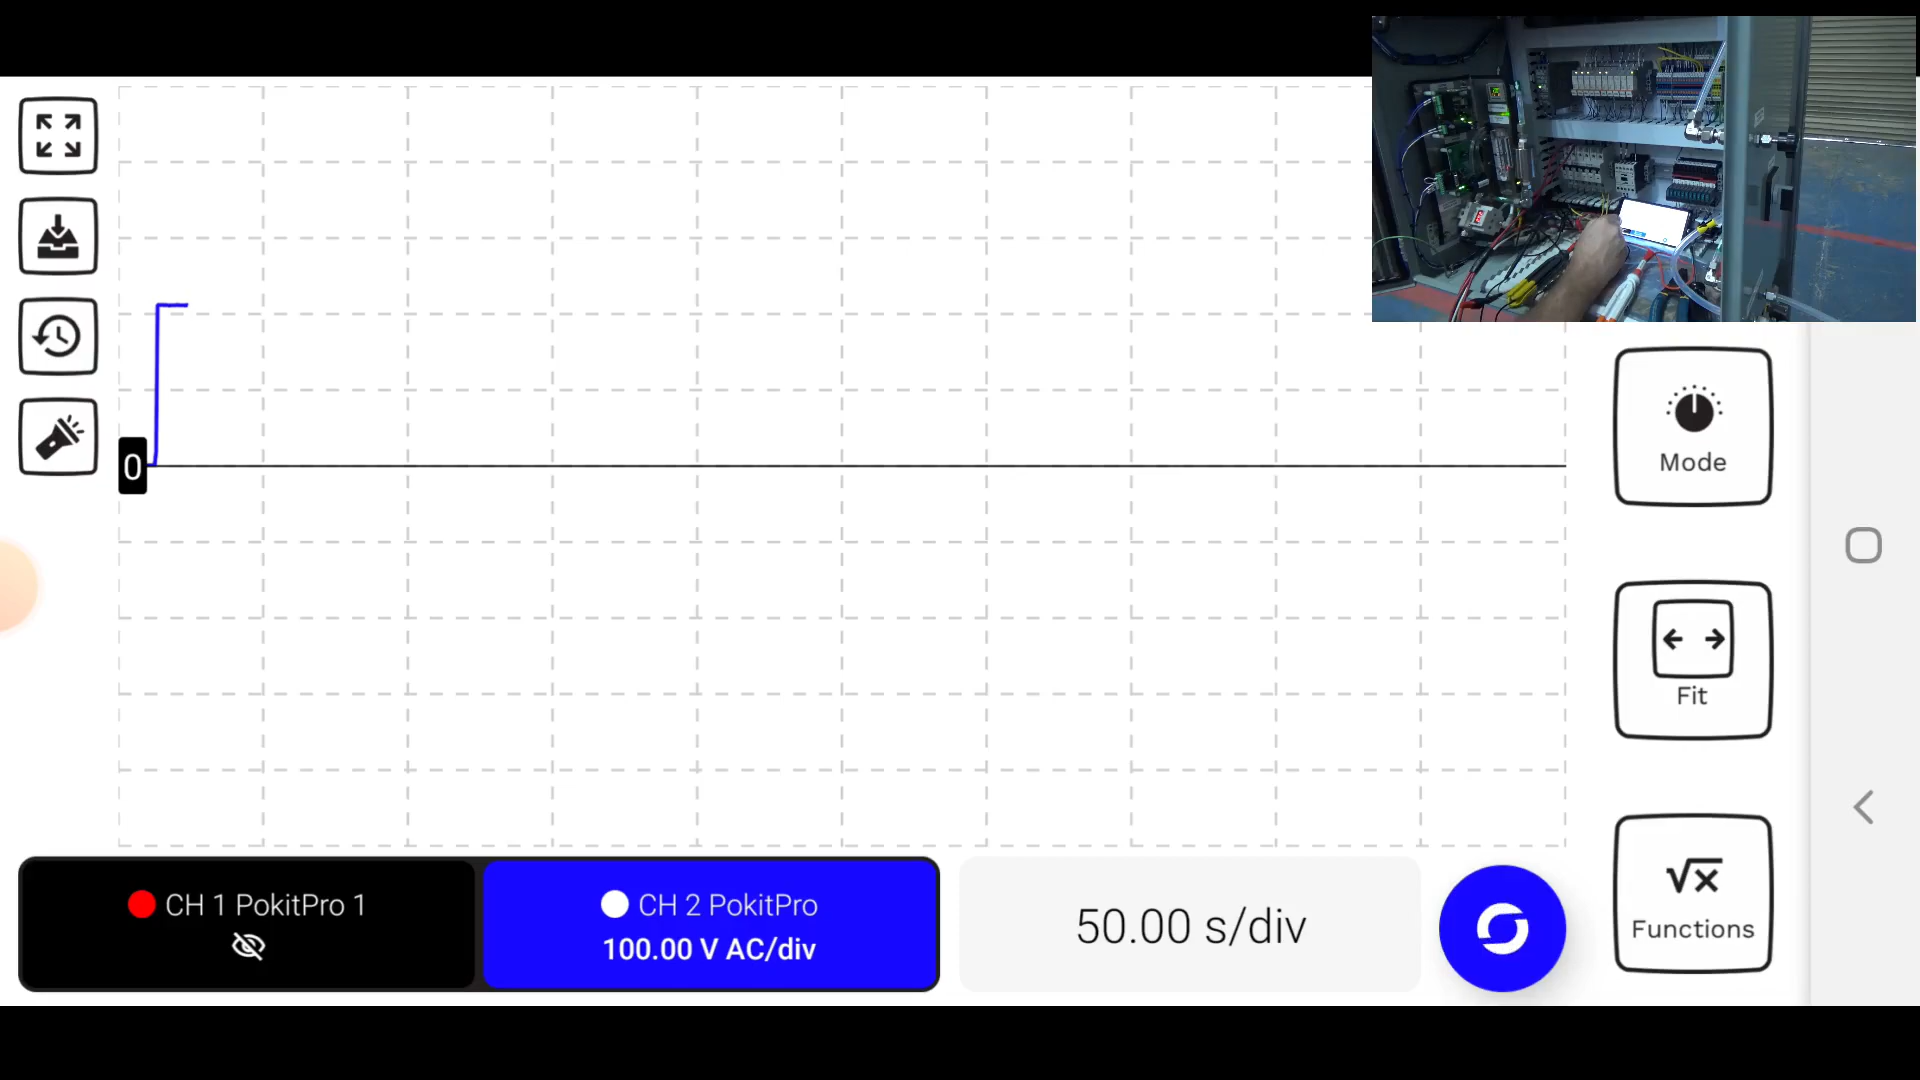 0
Mode
Fit
CH 1 PokitPro 1
CH 2 PokitPro
100.00 V AC/div
50.00 s/div
√x
Functions